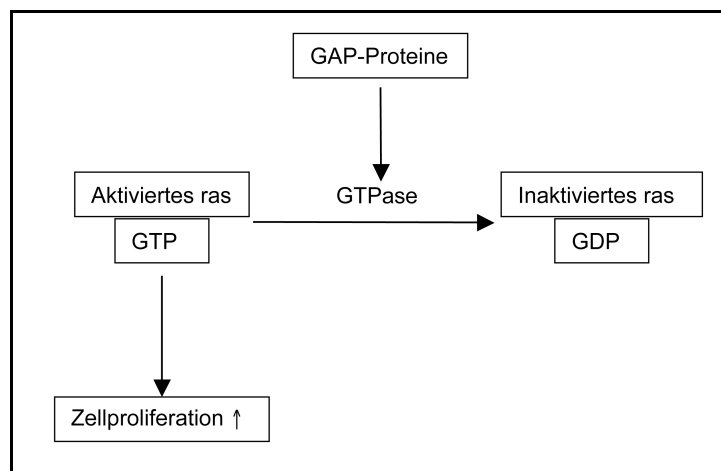 GAP-Proteine
Aktiviertes ras
GTPase
Inaktiviertes ras
GTP
GDP
Zellproliferation ↑